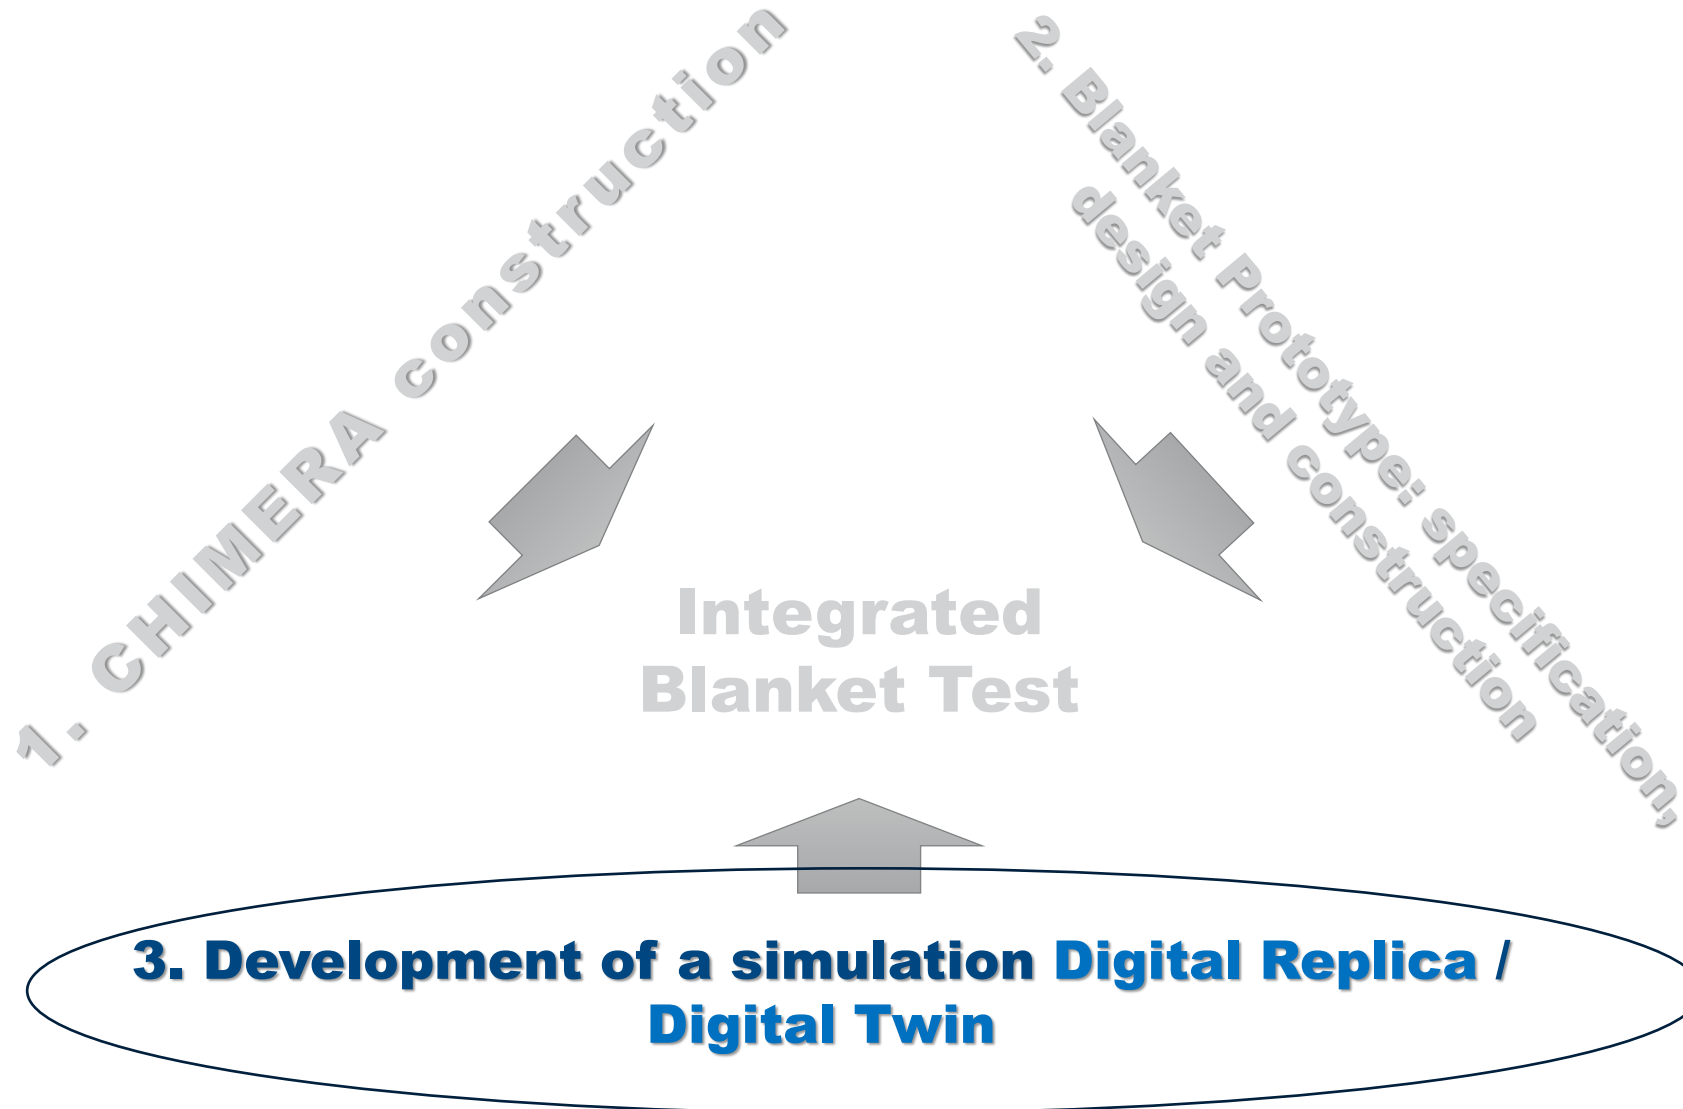 1. CHIMERA construction
2. Blanket Prototype: specification,
design and construction
Integrated
Blanket Test
3. Development of a simulation Digital Replica /
Digital Twin